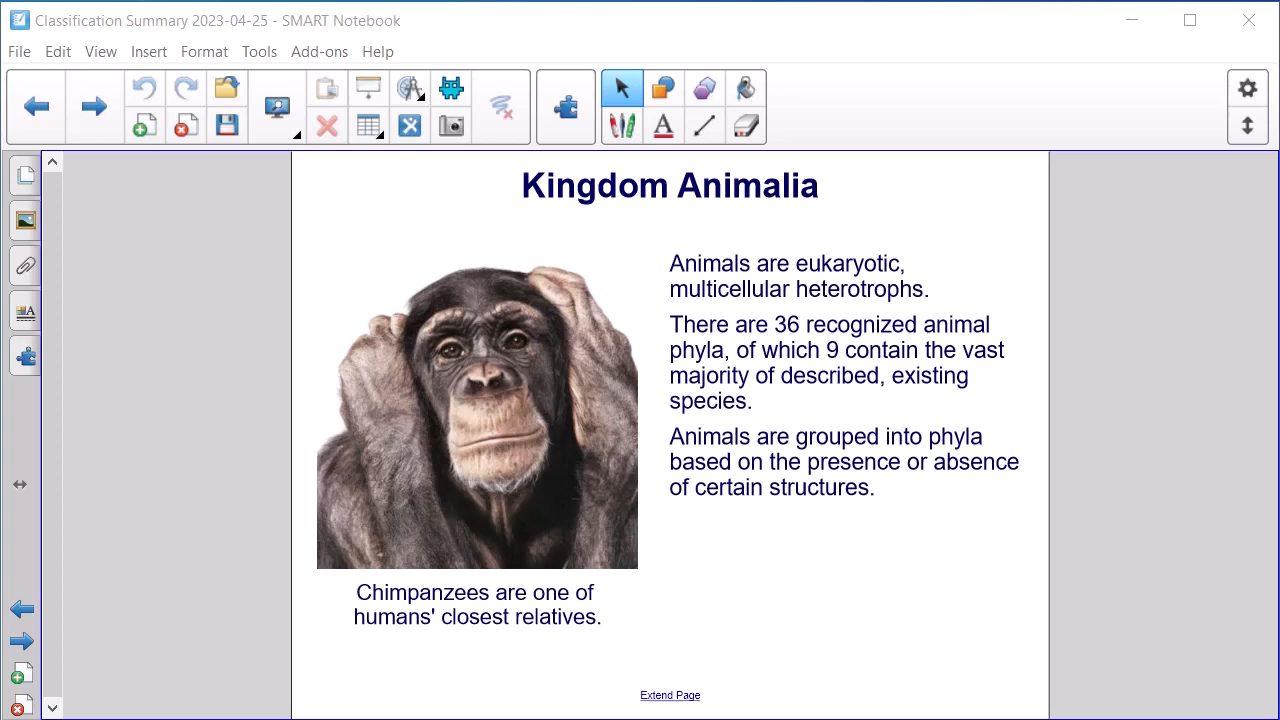 Classification Summary 2023-04-25 - SMART Notebook
File Edit View Insert Format Tools Add-ons Help
Kingdom Animalia
Animals are eukaryotic,
multicellular heterotrophs.
There are 36 recognized animal
phyla, of which 9 contain the vast
majority of described, existing
species.
Animals are grouped into phyla
based on the presence or absence
of certain structures.
Chimpanzees are one of
humans' closest relatives.
Extend Page